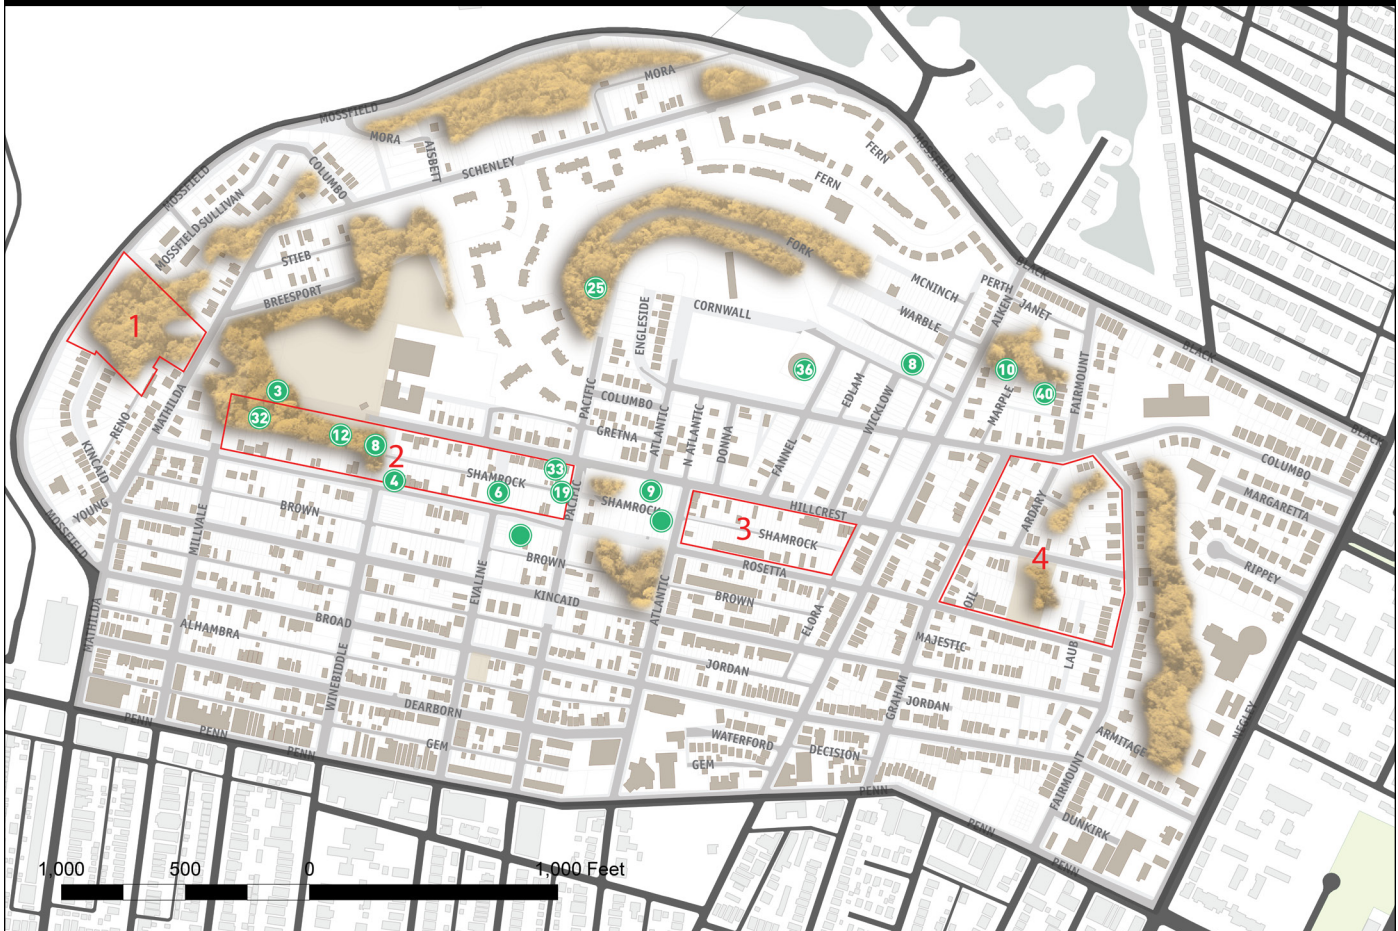 MORA
MOSSFIELD
MORA
AISBETT
SCHENLEY
COLUMBO
MOSSFIELD
SULLIVAN
MOSSFIELD
STIEB
BREESPORT
FERN
FERN
MOSSFIELD
FORK
BLACK
MCNINCH
PERTH
JANET
AIKEN
WARBLE
CORNWALL
ENGLESIDE
25
1
36
8
10
40
BLACK
FAIRMOUNT
MARPLE
EDLAM
WICKLOW
PACIFIC
COLUMBO
ATLANTIC
N ATLANTIC
DONNA
FANNEL
GRETNA
RENO
MATHILDA
KINCAID
3
32
12
8
2
4
SHAMROCK
6
33
19
PACIFIC
9
SHAMROCK
HILLCREST
3
SHAMROCK
ROSETTA
ARDARY
4
OIL
BLACK
COLUMBO
MARGARETTA
RIPPEY
YOUNG
MOSSFIELD
MILLVALE
BROWN
BROWN
EVALINE
KINCAID
ATLANTIC
BROWN
ELORA
MAJESTIC
LAUB
MATHILDA
ALHAMBRA
BROAD
WINEBIDDLE
DEARBORN
JORDAN
GRAHAM
JORDAN
ARMITAGE
NEGLEY
PENN
PENN
PENN
GEM
WATERFORD
GEM
DECISION
PENN
FAIRMOUNT
DUNKIRK
PENN
PENN
1,000 500 0 1,000 Feet